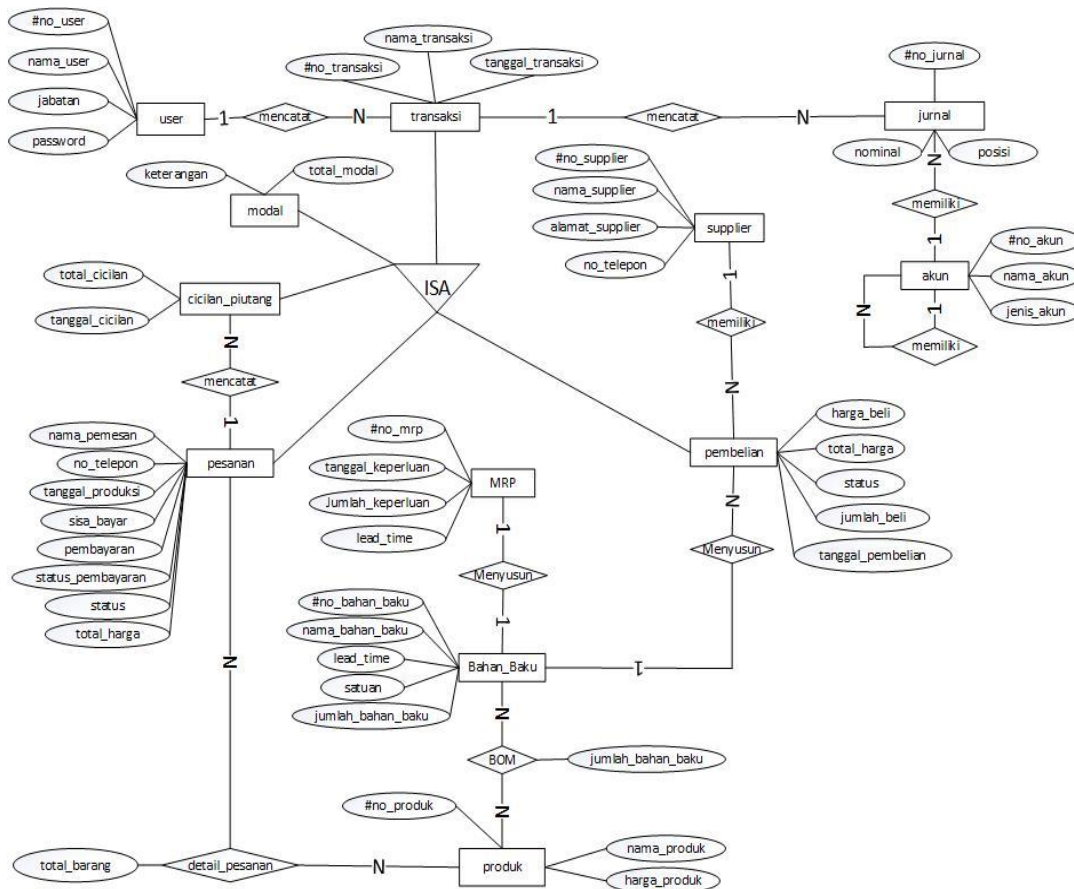 #no_user
nama_user
jabatan
password
user
1
mencatat
N
nama_transaksi
#no_transaksi
tanggal_transaksi
transaksi
1
mencatat
N
#no_jurnal
jurnal
nominal
posisi
N
memiliki
1
akun
#no_akun
nama_akun
jenis_akun
N
1
memiliki
keterangan
total_modal
modal
ISA
#no_supplier
nama_supplier
alamat_supplier
no_telepon
supplier
1
memiliki
N
total_cicilan
tanggal_cicilan
cicilan_piutang
N
mencatat
1
nama_pemesan
no_telepon
tanggal_produksi
sisa_bayar
pembayaran
status_pembayaran
status
total_harga
pesanan
N
#no_mrp
tanggal_keperluan
Jumlah_keperluan
lead_time
MRP
1
Menyusun
1
pembelian
harga_beli
total_harga
status
jumlah_beli
tanggal_pembelian
N
Menyusun
1
#no_bahan_baku
nama_bahan_baku
lead_time
satuan
jumlah_bahan_baku
Bahan_Baku
N
BOM
jumlah_bahan_baku
N
#no_produk
produk
nama_produk
harga_produk
total_barang
detail_pesanan
N